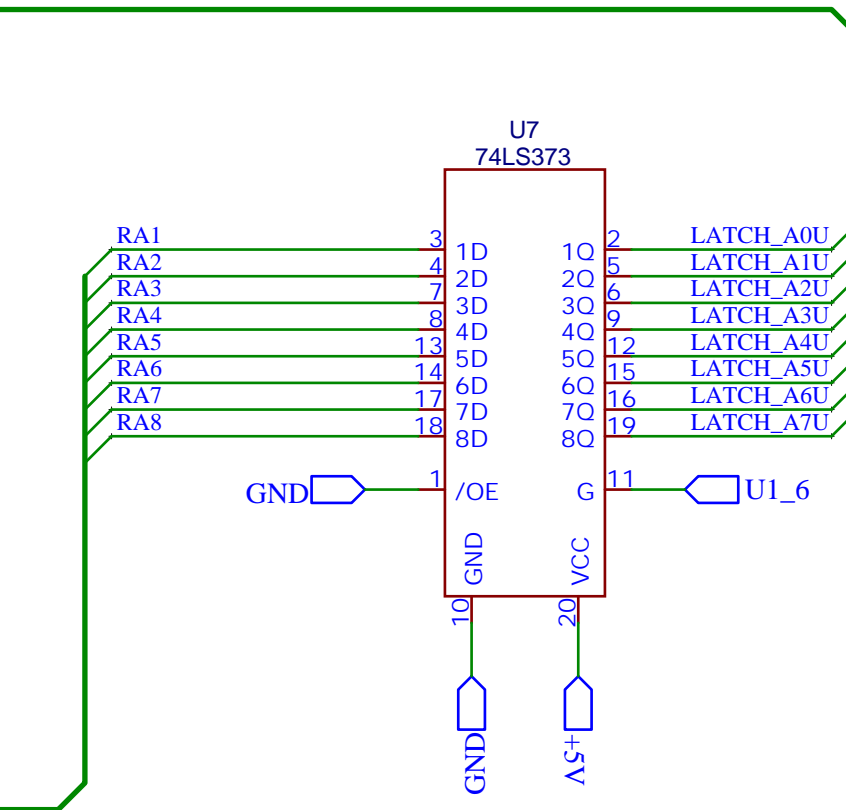 U7
74LS373
RA1 3 1D 1Q 2 LATCH_A0U
RA2 4 2D 2Q 5 LATCH_A1U
RA3 7 3D 3Q 6 LATCH_A2U
RA4 8 4D 4Q 9 LATCH_A3U
RA5 13 5D 5Q 12 LATCH_A4U
RA6 14 6D 6Q 15 LATCH_A5U
RA7 17 7D 7Q 16 LATCH_A6U
RA8 18 8D 8Q 19 LATCH_A7U
GND 1 /OE G 11 U1_6
GND VCC
10 20
GND +5V